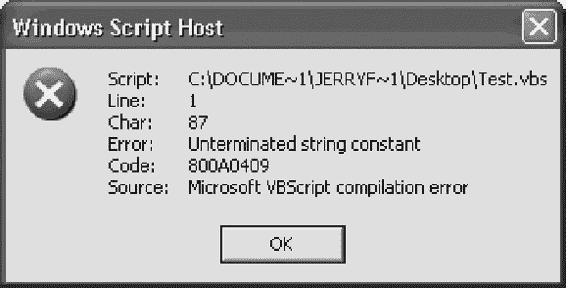 Windows Script Host
Script: C:\DOCUME~1\JERRYF~1\Desktop\Test.vbs
Line: 1
Char: 87
Error: Unterminated string constant
Code: 800A0409
Source: Microsoft VBScript compilation error
OK